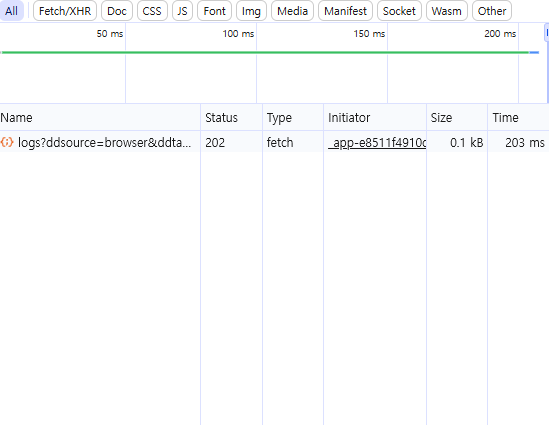 All Fetch/XHR Doc CSS JS Font Img Media Manifest Socket Wasm Other
50 ms 100 ms 150 ms 200 ms
Name Status Type Initiator Size Time
logs?ddsource=browser&ddta... 202 fetch _app-e8511f4910c 0.1 kB 203 ms